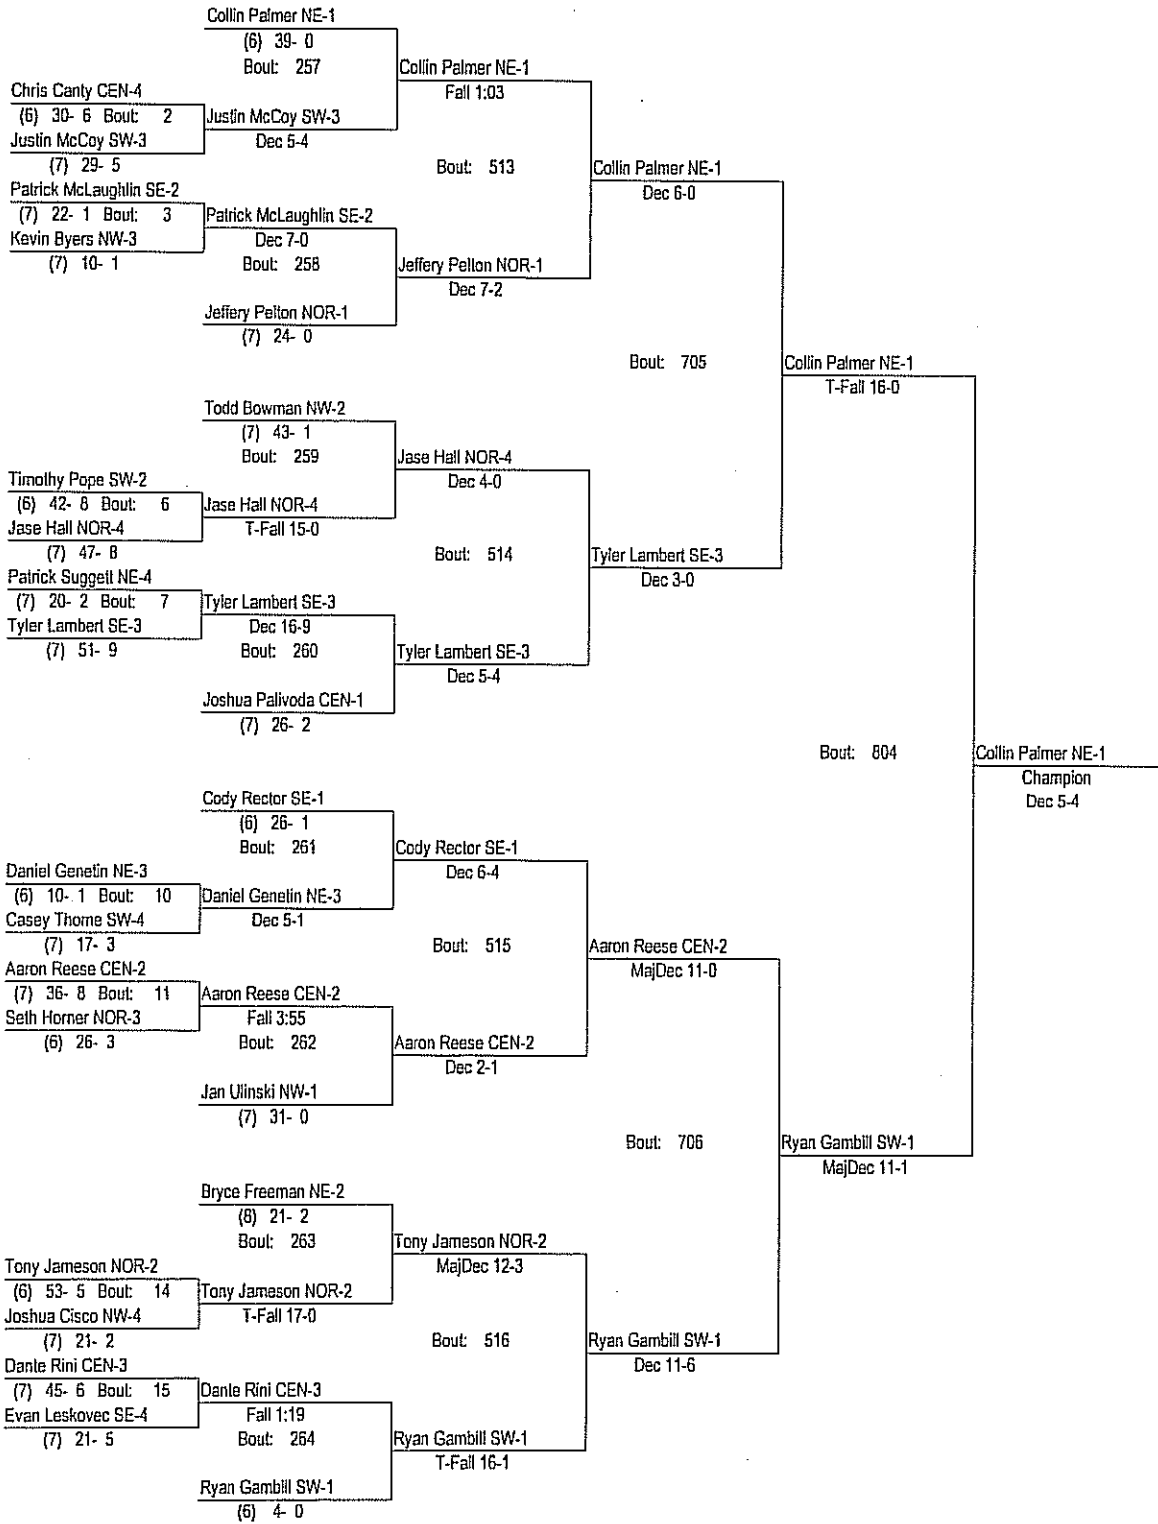 Collin Palmer NE-1
(6) 39- 0
Bout: 257
Collin Palmer NE-1
Fall 1:03
Chris Canty CEN-4
(6) 30- 6 Bout: 2
Justin McCoy SW-3
Dec 5-4
Justin McCoy SW-3
(7) 29- 5
Bout: 513
Collin Palmer NE-1
Dec 6-0
Patrick McLaughlin SE-2
(7) 22- 1 Bout: 3
Patrick McLaughlin SE-2
Dec 7-0
Kevin Byers NW-3
(7) 10- 1
Bout: 258
Jeffery Pelton NOR-1
Dec 7-2
Jeffery Pelton NOR-1
(7) 24- 0
Bout: 705
Collin Palmer NE-1
T-Fall 16-0
Todd Bowman NW-2
(7) 43- 1
Bout: 259
Jase Hall NOR-4
Dec 4-0
Timothy Pope SW-2
(6) 42- 8 Bout: 6
Jase Hall NOR-4
T-Fall 15-0
Jase Hall NOR-4
(7) 47- 8
Bout: 514
Tyler Lambert SE-3
Dec 3-0
Patrick Suggett NE-4
(7) 20- 2 Bout: 7
Tyler Lambert SE-3
Dec 16-9
Tyler Lambert SE-3
(7) 51- 9
Bout: 260
Tyler Lambert SE-3
Dec 5-4
Joshua Palivoda CEN-1
(7) 26- 2
Bout: 804
Collin Palmer NE-1
Champion
Dec 5-4
Cody Rector SE-1
(6) 26- 1
Bout: 261
Cody Rector SE-1
Dec 6-4
Daniel Genetin NE-3
(6) 10- 1 Bout: 10
Daniel Genetin NE-3
Dec 5-1
Casey Thorne SW-4
(7) 17- 3
Bout: 515
Aaron Reese CEN-2
MajDec 11-0
Aaron Reese CEN-2
(7) 36- 8 Bout: 11
Aaron Reese CEN-2
Fall 3:55
Seth Horner NOR-3
(6) 26- 3
Bout: 262
Aaron Reese CEN-2
Dec 2-1
Jan Ulinski NW-1
(7) 31- 0
Bout: 706
Ryan Gambill SW-1
MajDec 11-1
Bryce Freeman NE-2
(8) 21- 2
Bout: 263
Tony Jameson NOR-2
MajDec 12-3
Tony Jameson NOR-2
(6) 53- 5 Bout: 14
Tony Jameson NOR-2
T-Fall 17-0
Joshua Cisco NW-4
(7) 21- 2
Bout: 516
Ryan Gambill SW-1
Dec 11-6
Dante Rini CEN-3
(7) 45- 6 Bout: 15
Dante Rini CEN-3
Fall 1:19
Evan Leskovec SE-4
(7) 21- 5
Bout: 264
Ryan Gambill SW-1
T-Fall 16-1
Ryan Gambill SW-1
(6) 4- 0